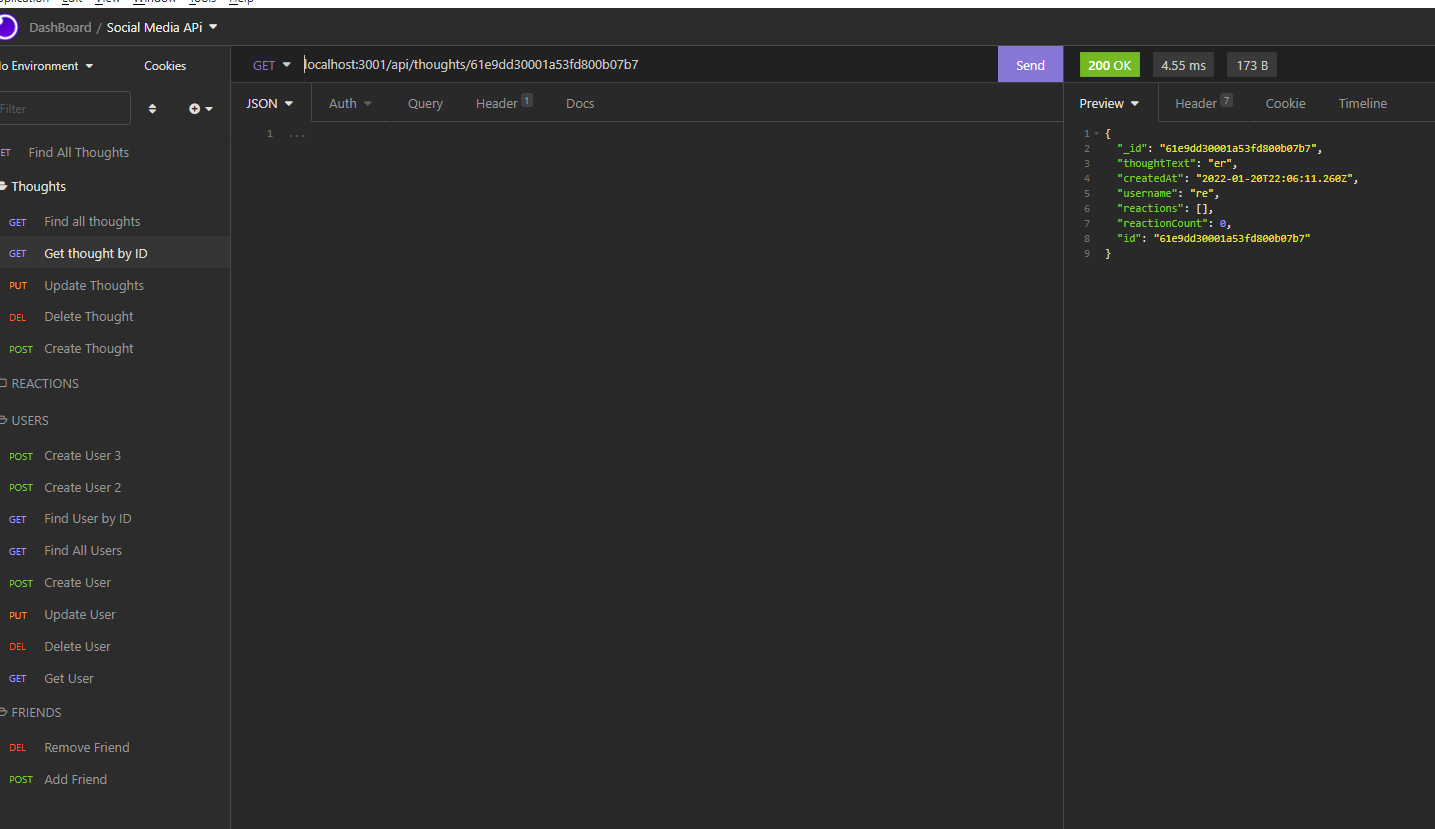 Edit View Window Tools Help
DashBoard / Social Media APi
o Environment Cookies
GET localhost:3001/api/thoughts/61e9dd30001a53fd800b07b7 Send
200 OK 4.55 ms 173 B
Filter
JSON Auth Query Header 1 Docs
Preview Header 7 Cookie Timeline
1 ...
1 {
2 "_id": "61e9dd30001a53fd800b07b7",
3 "thoughtText": "er",
4 "createdAt": "2022-01-20T22:06:11.260Z",
5 "username": "re",
6 "reactions": [],
7 "reactionCount": 0,
8 "id": "61e9dd30001a53fd800b07b7"
9 }
ET Find All Thoughts
Thoughts
GET Find all thoughts
GET Get thought by ID
PUT Update Thoughts
DEL Delete Thought
POST Create Thought
REACTIONS
USERS
POST Create User 3
POST Create User 2
GET Find User by ID
GET Find All Users
POST Create User
PUT Update User
DEL Delete User
GET Get User
FRIENDS
DEL Remove Friend
POST Add Friend